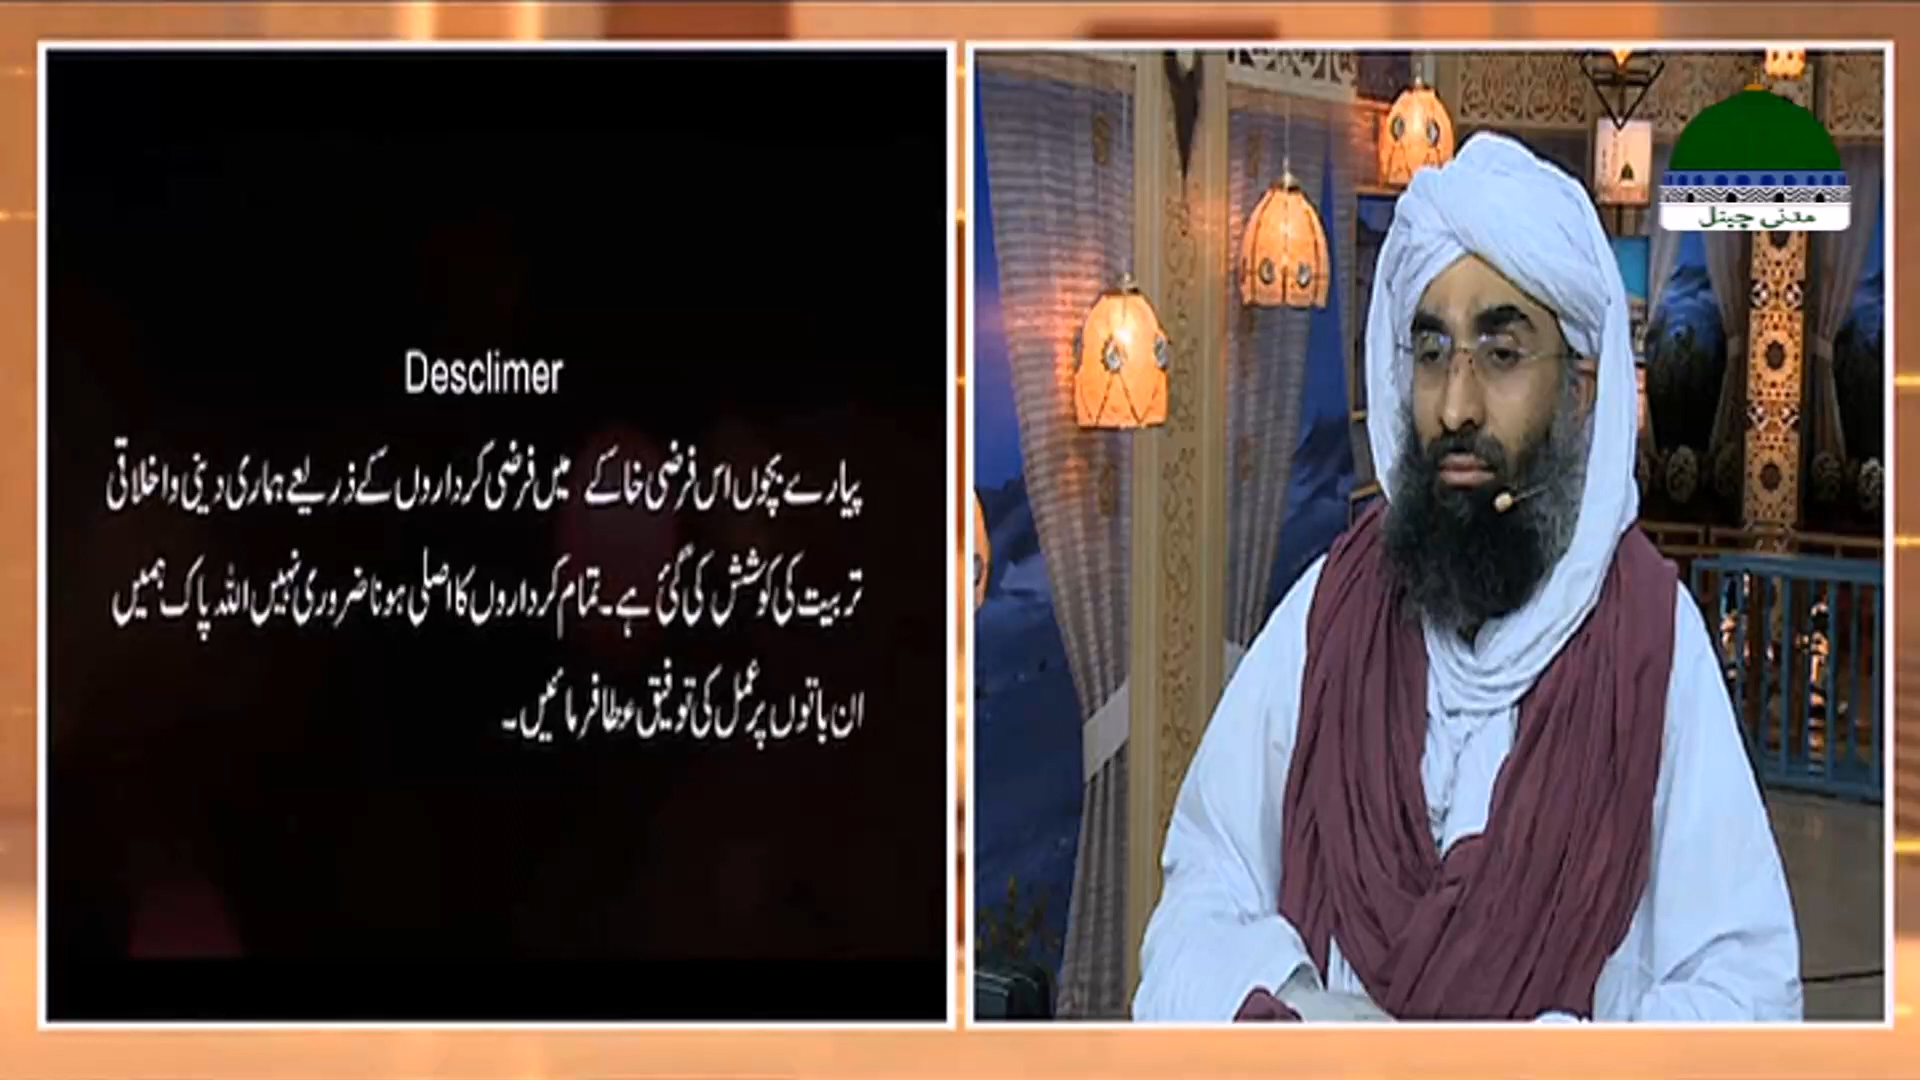 Desclimer
پیارے بچوں اس فرضی خاکے میں فرضی کرداروں کے ذریعے ہماری دینی و اخلاقی
تربیت کی کوشش کی گئی ہے۔ تمام کرداروں کا اصلی ہونا ضروری نہیں اللہ پاک ہمیں
ان باتوں پر عمل کی توفیق عطا فرمائیں۔
مدنی چینل